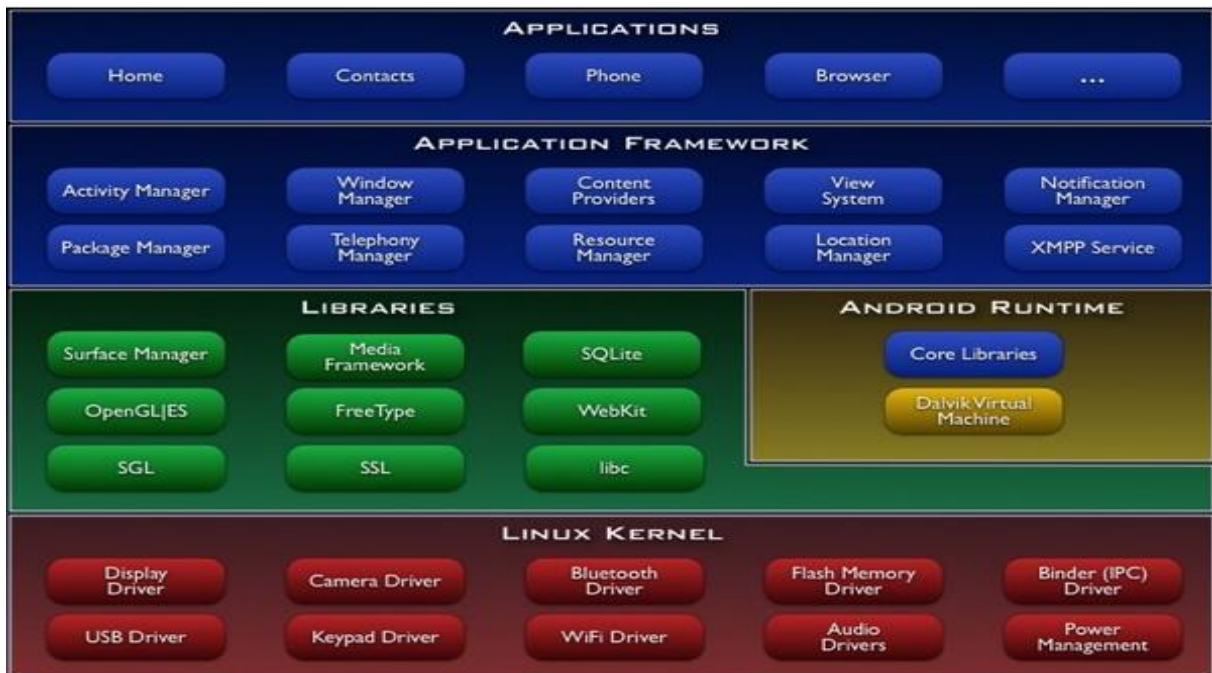 APPLICATIONS
Home
Contacts
Phone
Browser
...
APPLICATION FRAMEWORK
Activity Manager
Window
Manager
Content
Providers
View
System
Notification
Manager
Package Manager
Telephony
Manager
Resource
Manager
Location
Manager
XMPP Service
LIBRARIES
Surface Manager
Media
Framework
SQLite
OpenGL|ES
FreeType
WebKit
SGL
SSL
libc
ANDROID RUNTIME
Core Libraries
Dalvik Virtual
Machine
LINUX KERNEL
Display
Driver
Camera Driver
Bluetooth
Driver
Flash Memory
Driver
Binder (IPC)
Driver
USB Driver
Keypad Driver
WiFi Driver
Audio
Drivers
Power
Management